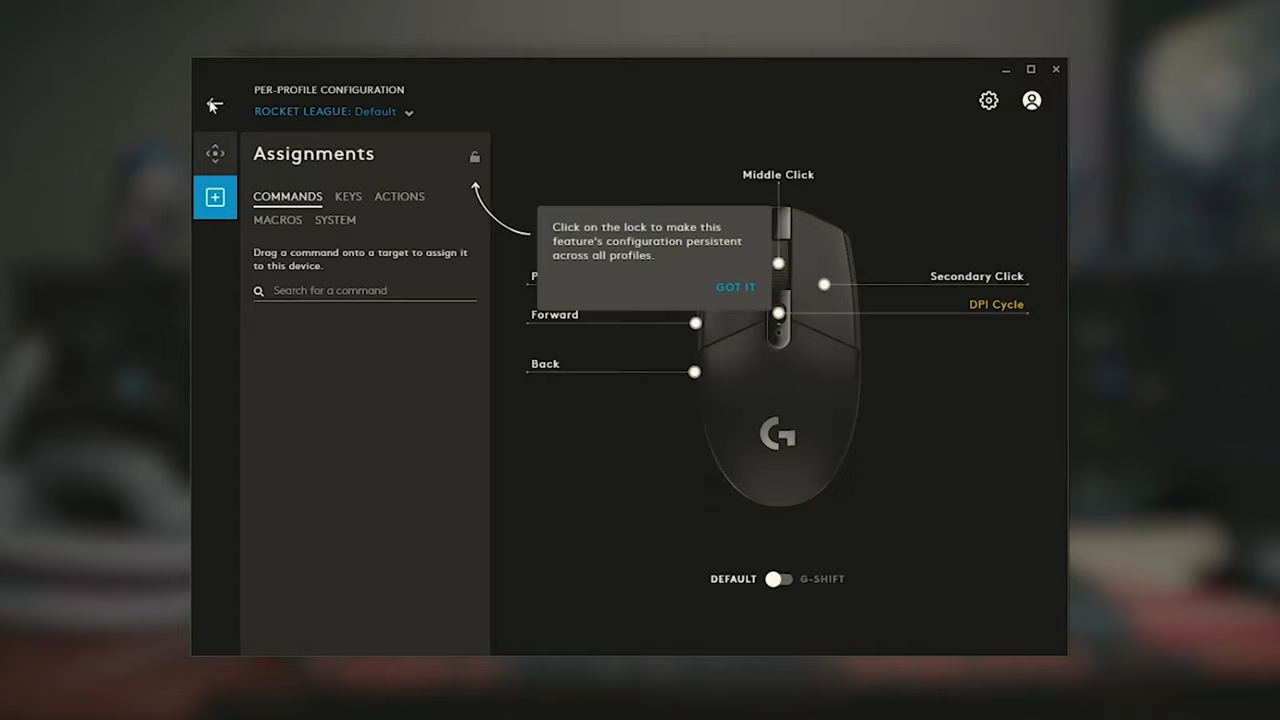 PER-PROFILE CONFIGURATION
ROCKET LEAGUE: Default
Assignments
COMMANDS KEYS ACTIONS
MACROS SYSTEM
Drag a command onto a target to assign it
to this device.
Search for a command
Middle Click
Click on the lock to make this
feature's configuration persistent
across all profiles.
GOT IT
P
Forward
Back
Secondary Click
DPI Cycle
G
DEFAULT G-SHIFT